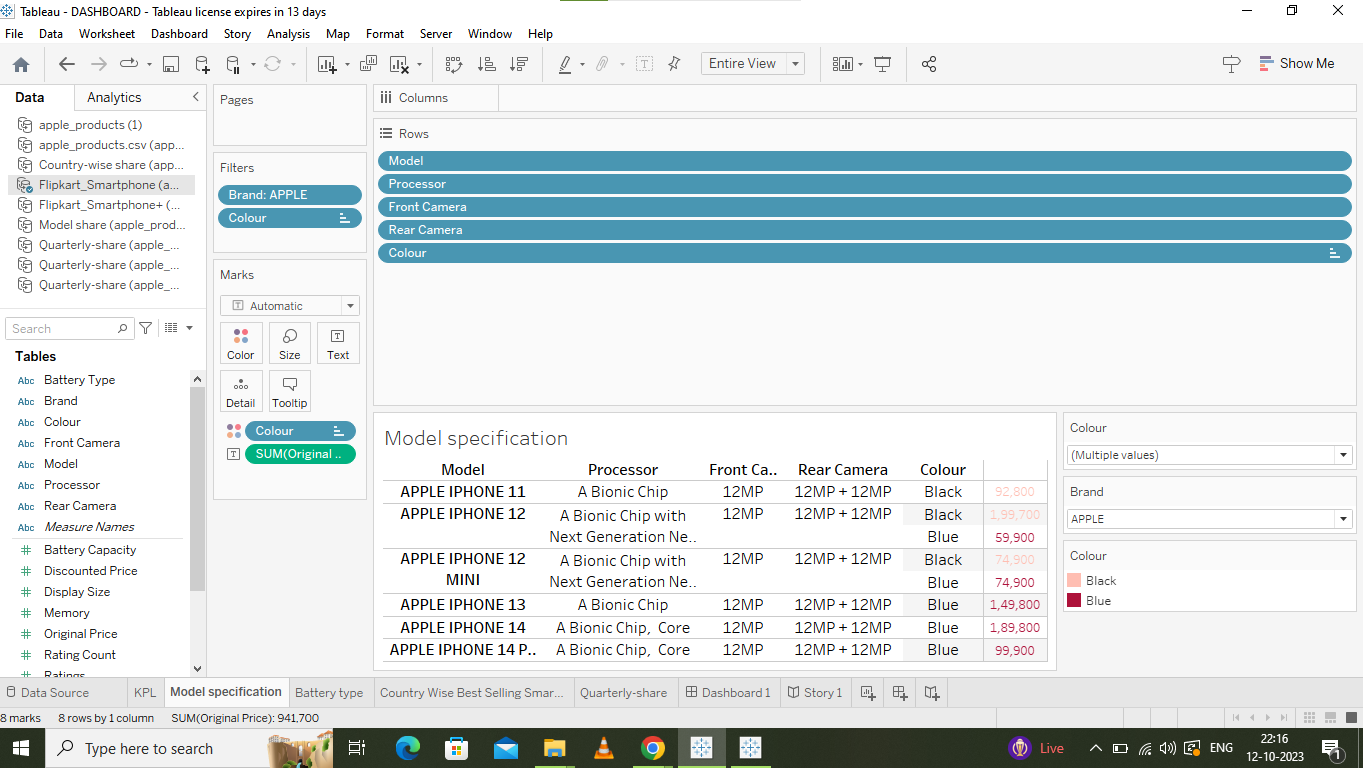 Tableau - DASHBOARD - Tableau license expires in 13 days
File Data Worksheet Dashboard Story Analysis Map Format Server Window Help
Entire View
Show Me
Data Analytics
apple_products (1)
apple_products.csv (app...
Country-wise share (app...
Flipkart_Smartphone (a...
Flipkart_Smartphone+ (...
Model share (apple_prod...
Quarterly-share (apple_...
Quarterly-share (apple_...
Quarterly-share (apple_...
Search
Tables
Abc Battery Type
Abc Brand
Abc Colour
Abc Front Camera
Abc Model
Abc Processor
Abc Rear Camera
Abc Measure Names
# Battery Capacity
# Discounted Price
# Display Size
# Memory
# Original Price
# Rating Count
# Ratings
Pages
Filters
Brand: APPLE
Colour
Marks
T Automatic
Color Size Text
Detail Tooltip
Colour
T SUM(Original ..
Columns
Rows
Model
Processor
Front Camera
Rear Camera
Colour
Model specification
Model Processor Front Ca.. Rear Camera Colour
APPLE IPHONE 11 A Bionic Chip 12MP 12MP + 12MP Black 92,800
APPLE IPHONE 12 A Bionic Chip with 12MP 12MP + 12MP Black 1,99,700
Next Generation Ne.. Blue 59,900
APPLE IPHONE 12 A Bionic Chip with 12MP 12MP + 12MP Black 74,900
MINI Next Generation Ne.. Blue 74,900
APPLE IPHONE 13 A Bionic Chip 12MP 12MP + 12MP Blue 1,49,800
APPLE IPHONE 14 A Bionic Chip, Core 12MP 12MP + 12MP Blue 1,89,800
APPLE IPHONE 14 P.. A Bionic Chip, Core 12MP 12MP + 12MP Blue 99,900
Colour
(Multiple values)
Brand
APPLE
Colour
Black
Blue
Data Source KPL Model specification Battery type Country Wise Best Selling Smar... Quarterly-share Dashboard 1 Story 1
8 marks 8 rows by 1 column SUM(Original Price): 941,700
Type here to search
Live
ENG
22:16
12-10-2023
1